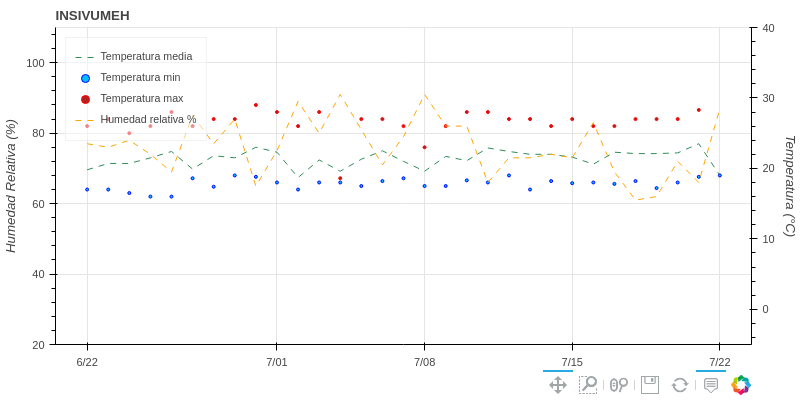 INSIVUMEH
Temperatura media
Temperatura min
Temperatura max
Humedad relativa %
Humedad Relativa (%)
100
80
60
40
20
Temperatura (°C)
40
30
20
10
0
6/22
7/01
7/08
7/15
7/22